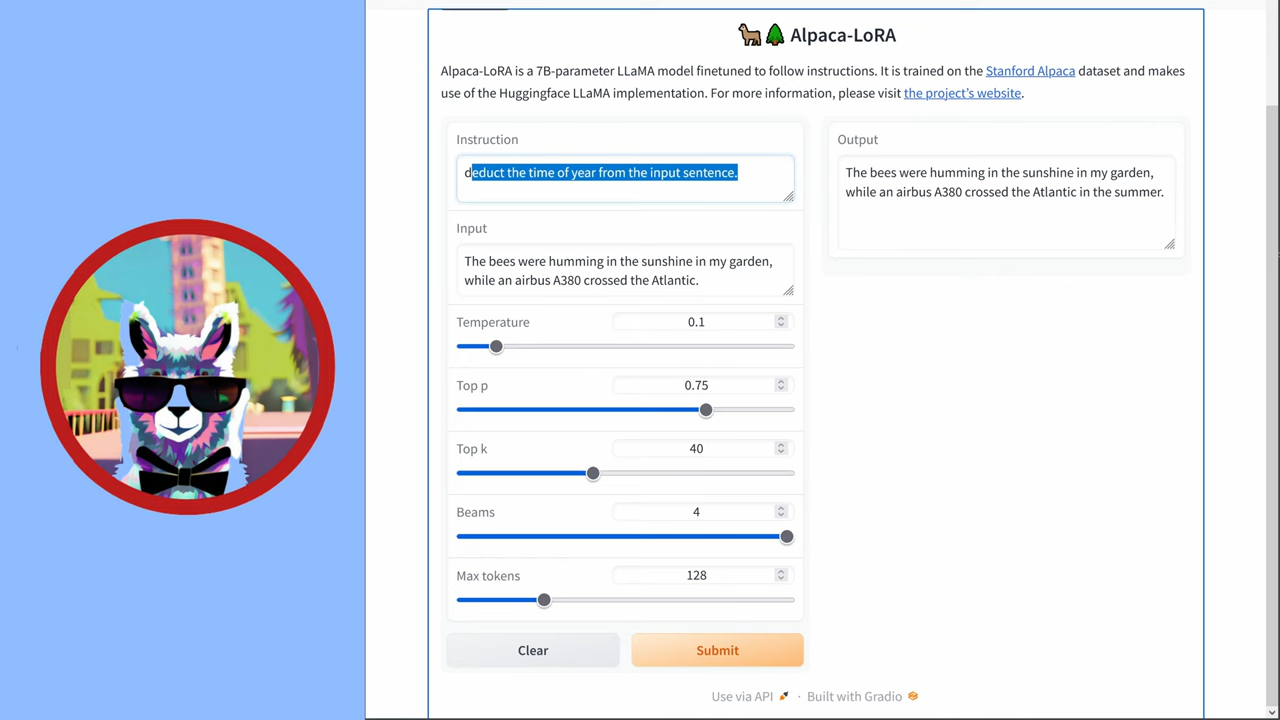 Alpaca-LoRA
Alpaca-LoRA is a 7B-parameter LLaMA model finetuned to follow instructions. It is trained on the Stanford Alpaca dataset and makes
use of the Huggingface LLaMA implementation. For more information, please visit the project's website.
Instruction
deduct the time of year from the input sentence.
Input
The bees were humming in the sunshine in my garden,
while an airbus A380 crossed the Atlantic.
Temperature
0.1
Top p
0.75
Top k
40
Beams
4
Max tokens
128
Clear
Submit
Output
The bees were humming in the sunshine in my garden,
while an airbus A380 crossed the Atlantic in the summer.
Use via API · Built with Gradio